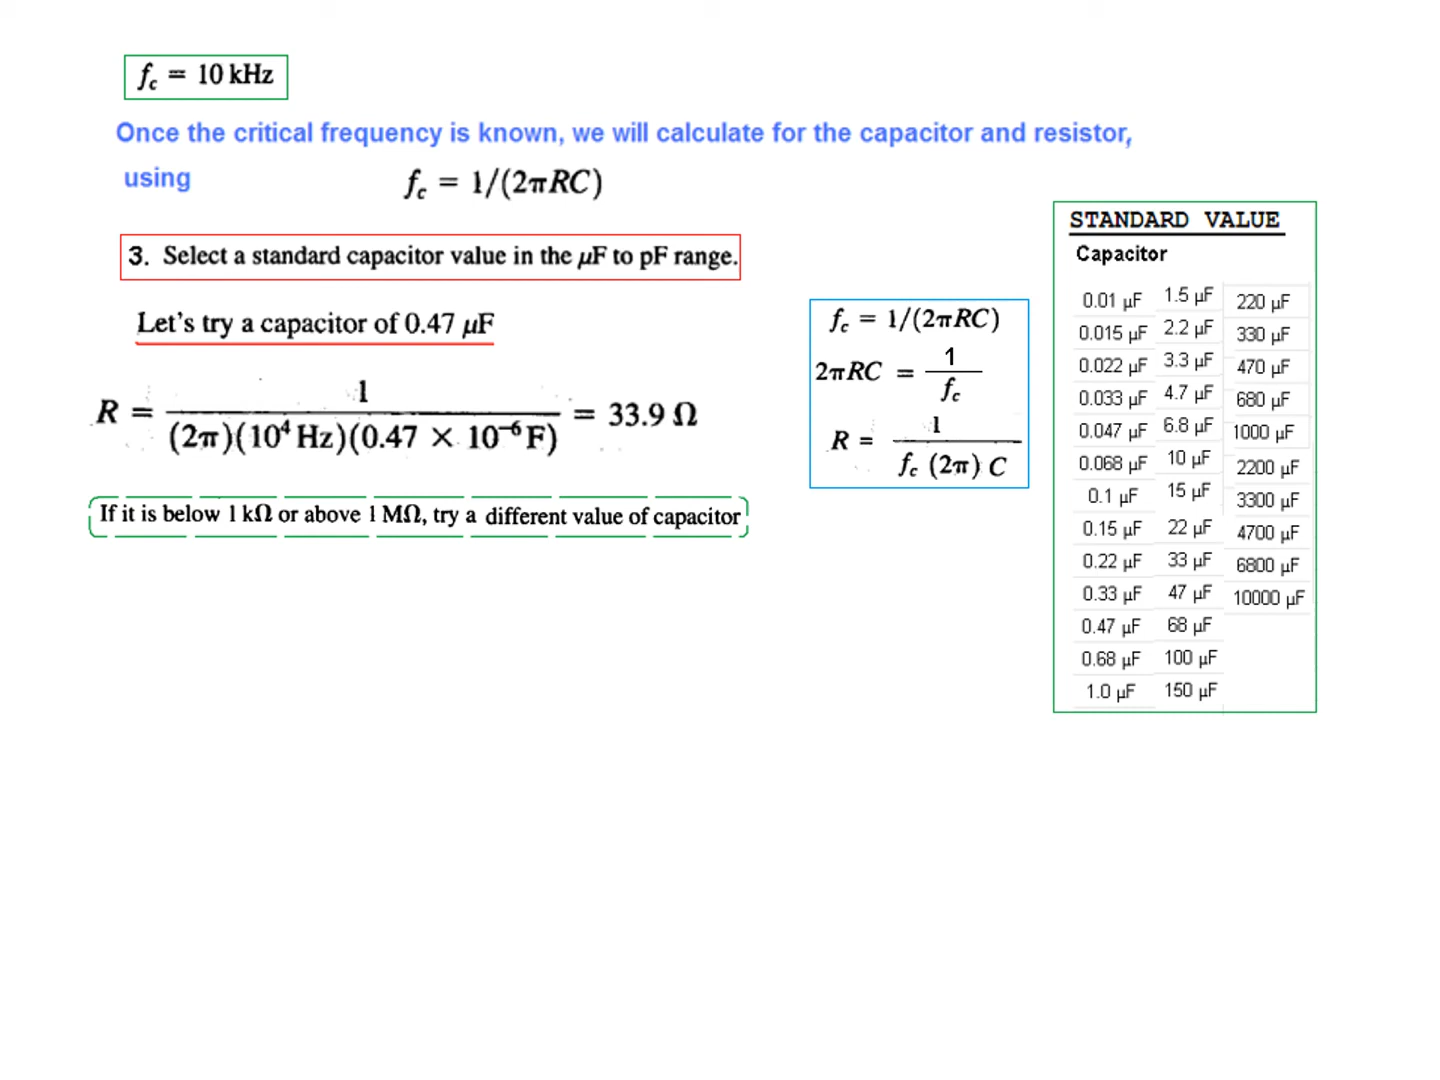 fc = 10 kHz
Once the critical frequency is known, we will calculate for the capacitor and resistor,
using fc = 1/(2πRC)
3. Select a standard capacitor value in the μF to pF range.
Let's try a capacitor of 0.47 μF
R = 1 / (2π)(10⁴ Hz)(0.47 × 10⁻⁶ F) = 33.9 Ω
If it is below 1 kΩ or above 1 MΩ, try a different value of capacitor
fc = 1/(2πRC)
2πRC = 1 / fc
R = 1 / fc (2π) C
STANDARD VALUE
Capacitor
0.01 μF 1.5 μF 220 μF
0.015 μF 2.2 μF 330 μF
0.022 μF 3.3 μF 470 μF
0.033 μF 4.7 μF 680 μF
0.047 μF 6.8 μF 1000 μF
0.068 μF 10 μF 2200 μF
0.1 μF 15 μF 3300 μF
0.15 μF 22 μF 4700 μF
0.22 μF 33 μF 6800 μF
0.33 μF 47 μF 10000 μF
0.47 μF 68 μF
0.68 μF 100 μF
1.0 μF 150 μF